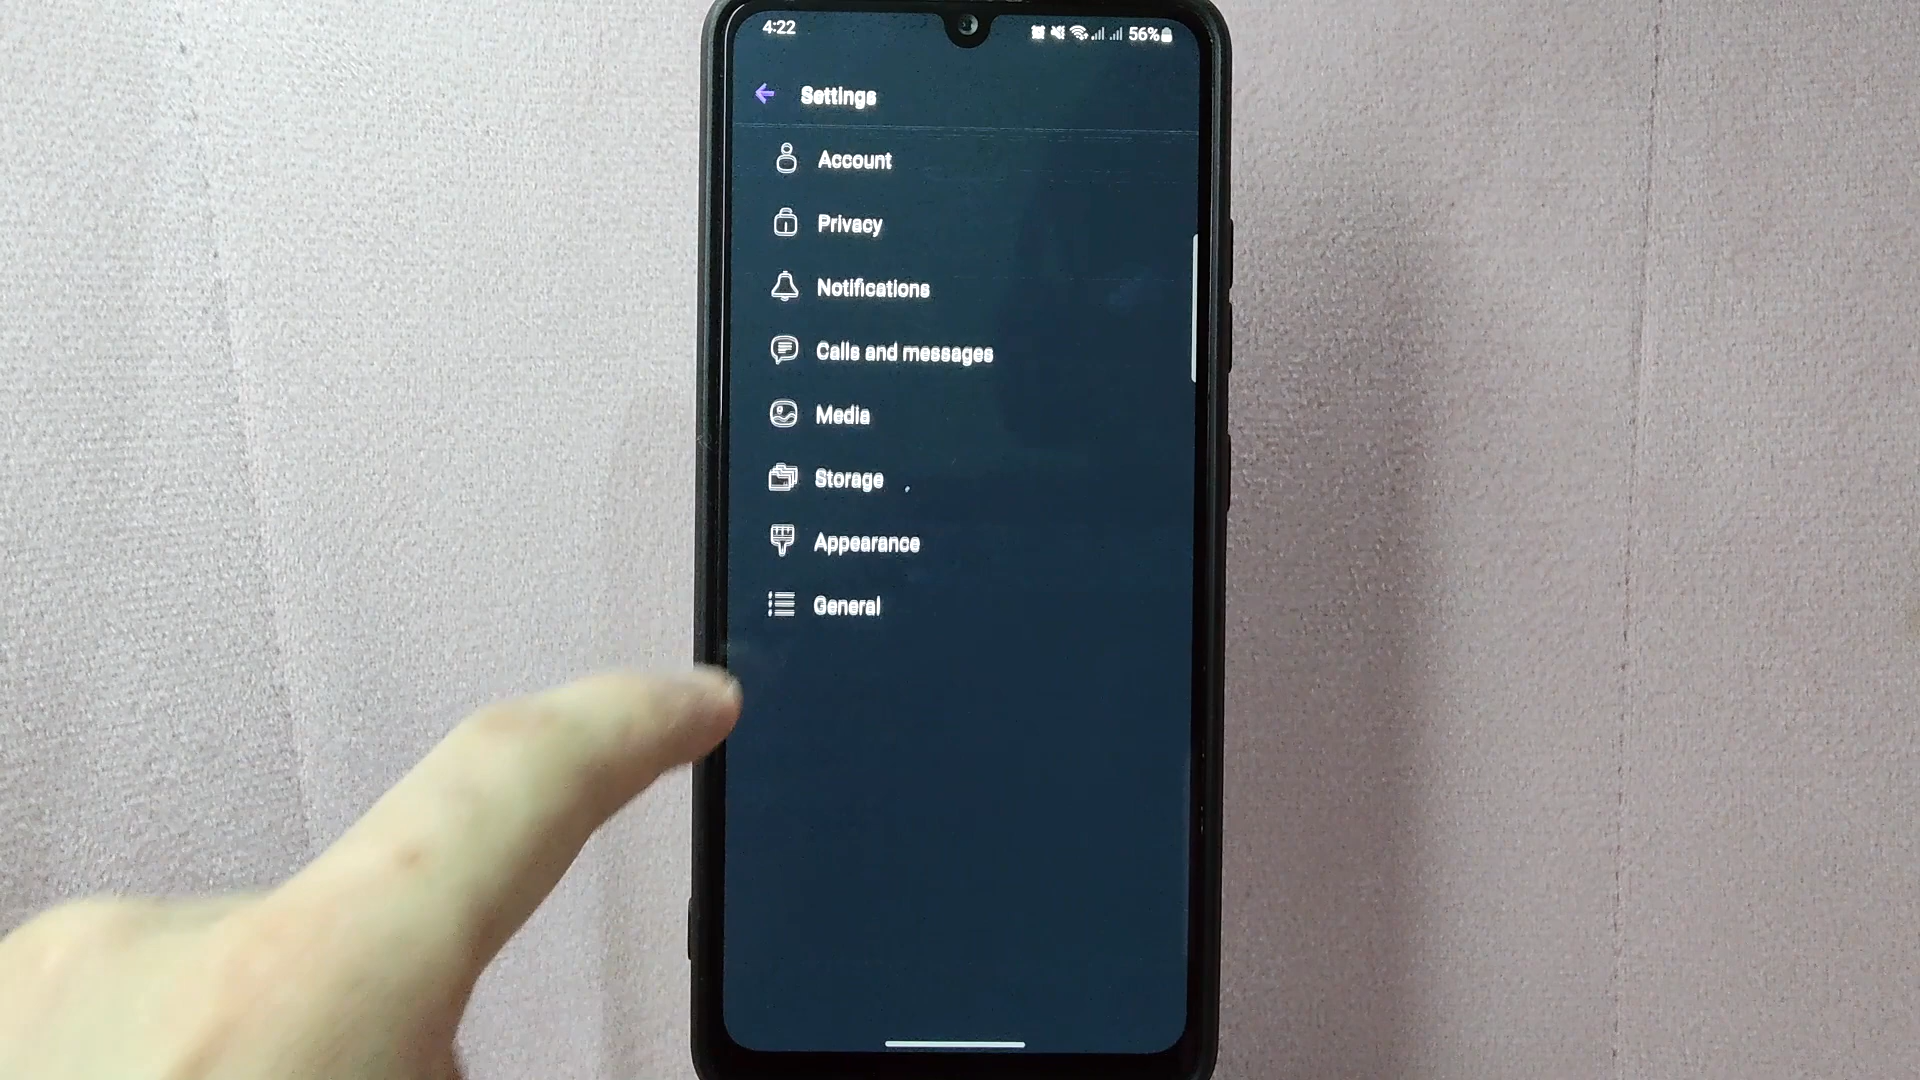 4:22
56%
Settings
Account
Privacy
Notifications
Calls and messages
Media
Storage
Appearance
General